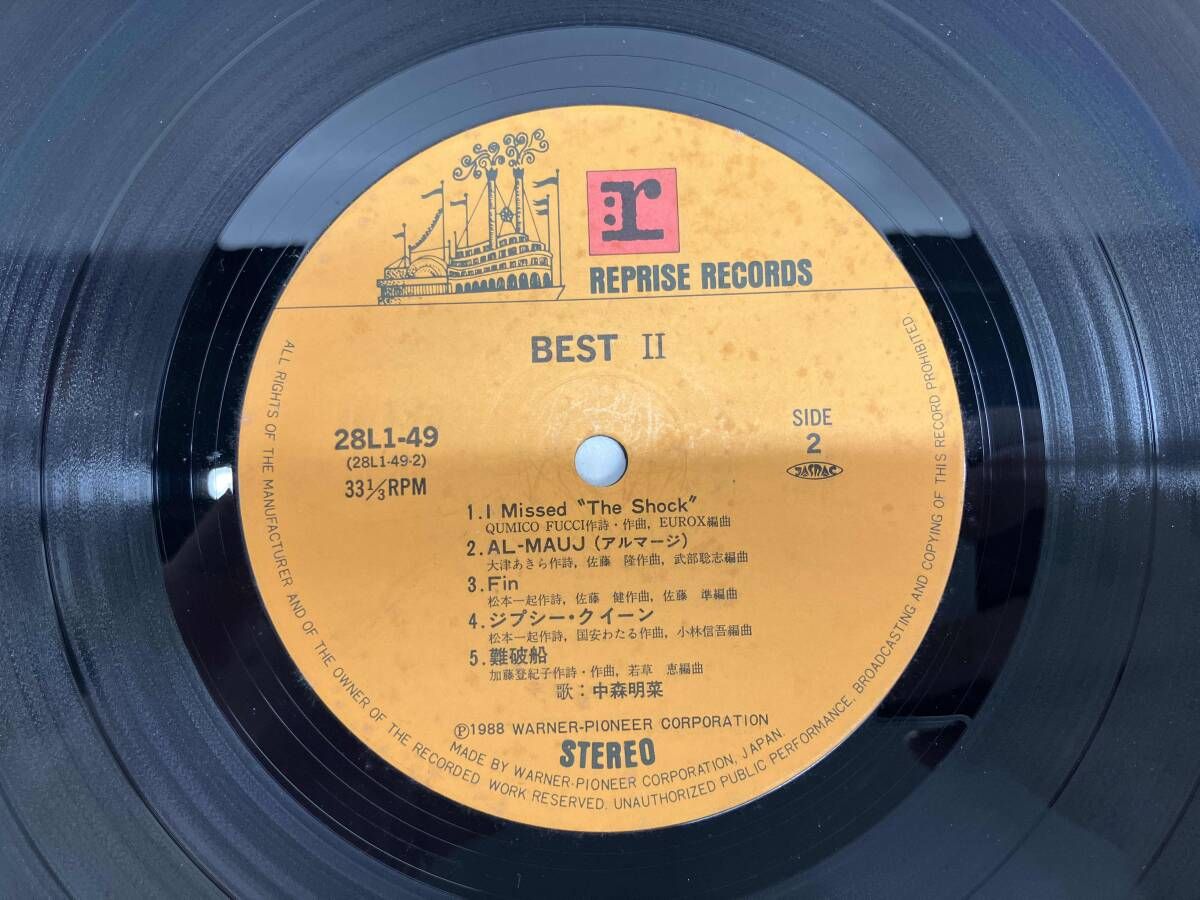 r
REPRISE RECORDS
BEST II
28L1-49
(28L1-49-2)
33 1/3 RPM
SIDE
2
JASRAC
1. I Missed "The Shock"
QUMICO FUCCI作詩・作曲, EUROX編曲
2. AL-MAUJ (アルマージ)
大津あきら作詩, 佐藤 隆作曲, 武部聡志編曲
3. Fin
松本一起作詩, 佐藤 健作曲, 佐藤 準編曲
4. ジプシー・クイーン
松本一起作詩, 国安わたる作曲, 小林信吾編曲
5. 難破船
加藤登紀子作詩・作曲, 若草 恵編曲
歌: 中森明菜
Ⓟ1988 WARNER-PIONEER CORPORATION
STEREO
MADE BY WARNER-PIONEER CORPORATION, JAPAN.
ALL RIGHTS OF THE MANUFACTURER AND OF THE OWNER OF THE RECORDED WORK RESERVED. UNAUTHORIZED PUBLIC PERFORMANCE, BROADCASTING AND COPYING OF THIS RECORD PROHIBITED.